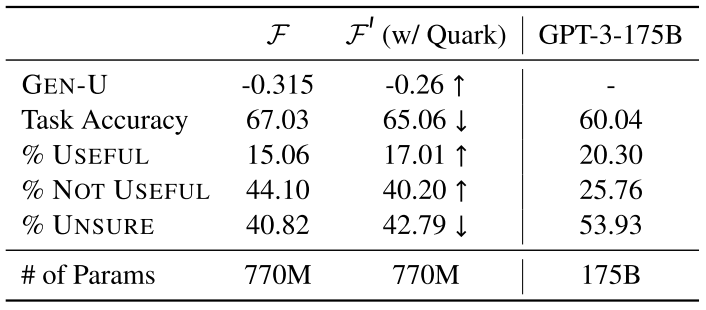 F F′ (w/ Quark) GPT-3-175B
GEN-U -0.315 -0.26 ↑ -
Task Accuracy 67.03 65.06 ↓ 60.04
% USEFUL 15.06 17.01 ↑ 20.30
% NOT USEFUL 44.10 40.20 ↑ 25.76
% UNSURE 40.82 42.79 ↓ 53.93
# of Params 770M 770M 175B